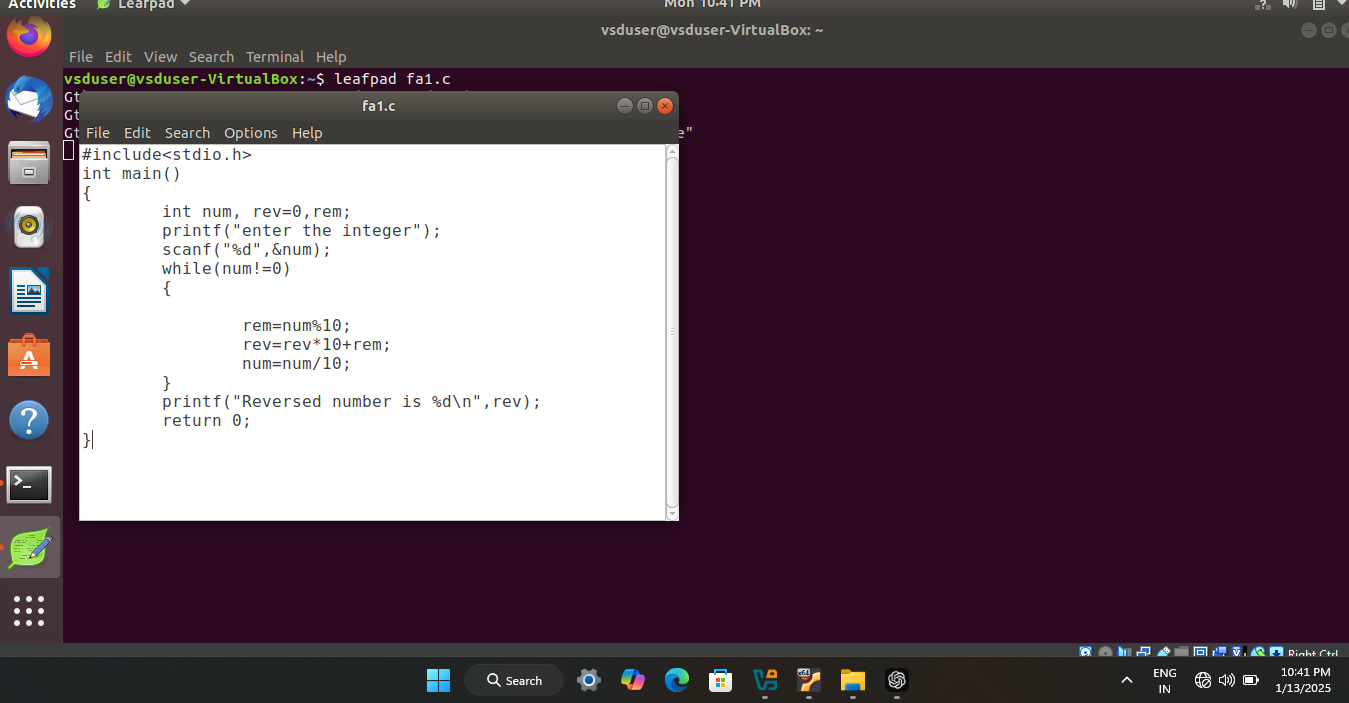 Activities
Leafpad
Mon 10:41 PM
vsduser@vsduser-VirtualBox: ~
File Edit View Search Terminal Help
vsduser@vsduser-VirtualBox:~$ leafpad fa1.c
Gt
Gt
Gt
e"
fa1.c
File Edit Search Options Help
#include<stdio.h>
int main()
{
int num, rev=0,rem;
printf("enter the integer");
scanf("%d",&num);
while(num!=0)
{
rem=num%10;
rev=rev*10+rem;
num=num/10;
}
printf("Reversed number is %d\n",rev);
return 0;
}
Right Ctrl
Search
ENG
IN
10:41 PM
1/13/2025